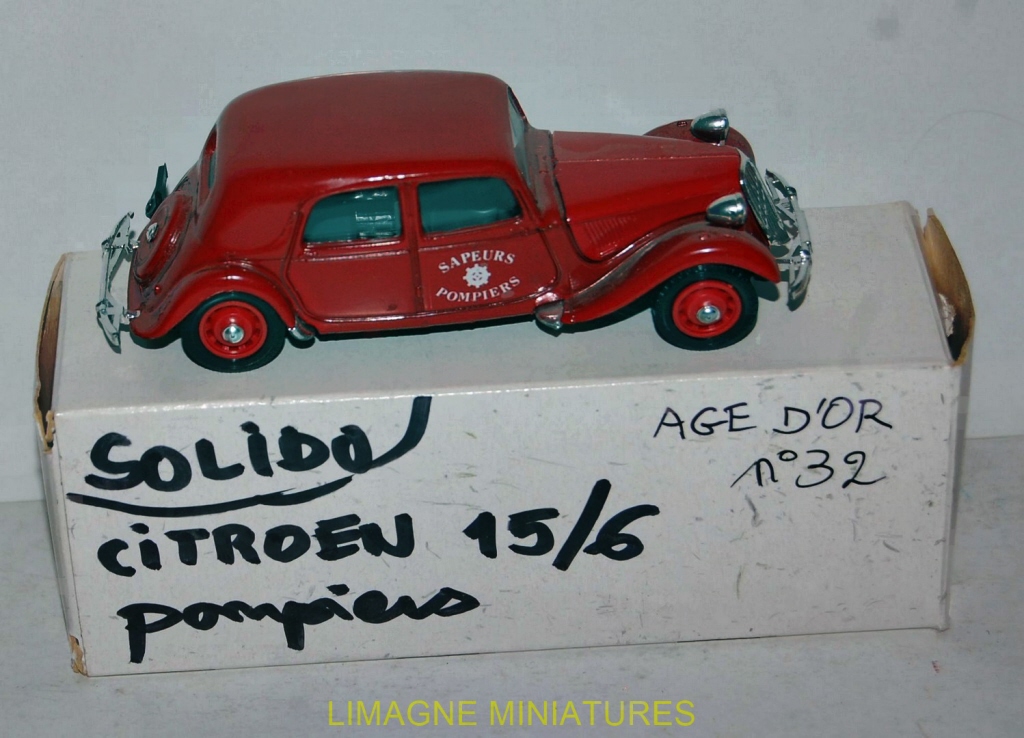 SAPEURS
POMPIERS
SOLIDO
CITROEN 15/6
pompiers
AGE D'OR
n°32
LIMAGNE MINIATURES